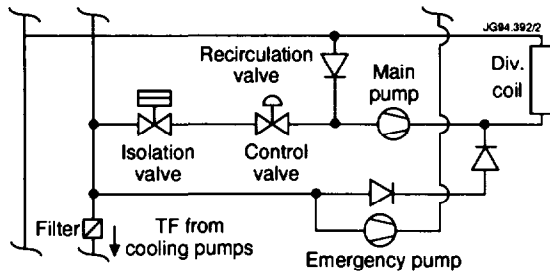 JG94.392/2
Recirculation
valve
Main
pump
Div.
coil
Isolation
valve
Control
valve
Filter
TF from
cooling pumps
Emergency pump